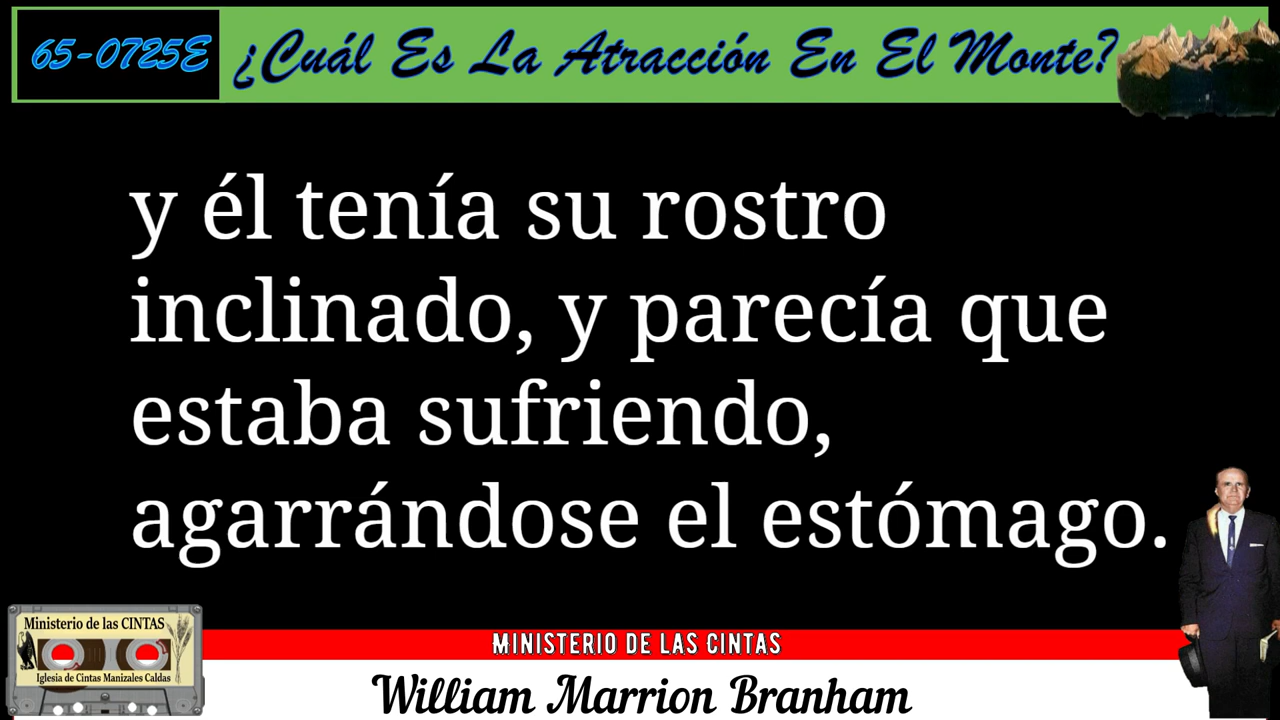 65-0725E ¿Cuál Es La Atracción En El Monte?
y él tenía su rostro
inclinado, y parecía que
estaba sufriendo,
agarrándose el estómago.
Ministerio de las CINTAS
Iglesia de Cintas Manizales Caldas
MINISTERIO DE LAS CINTAS
William Marrion Branham